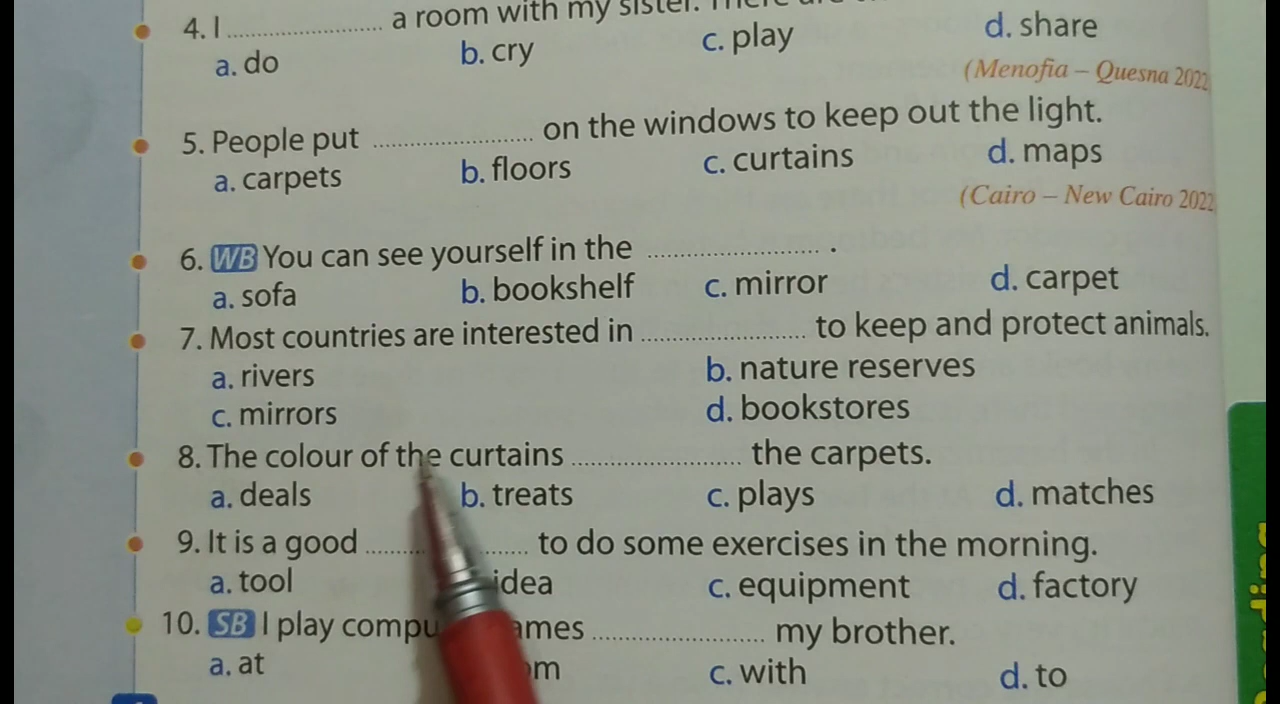 4. I ............ a room with my sister.
a. do b. cry c. play d. share
(Menofia – Quesna 2022
5. People put ............ on the windows to keep out the light.
a. carpets b. floors c. curtains d. maps
(Cairo – New Cairo 2022
6. WB You can see yourself in the ............ .
a. sofa b. bookshelf c. mirror d. carpet
7. Most countries are interested in ............ to keep and protect animals.
a. rivers b. nature reserves
c. mirrors d. bookstores
8. The colour of the curtains ............ the carpets.
a. deals b. treats c. plays d. matches
9. It is a good ............ to do some exercises in the morning.
a. tool idea c. equipment d. factory
10. SB I play ............ my brother.
a. at c. with d. to